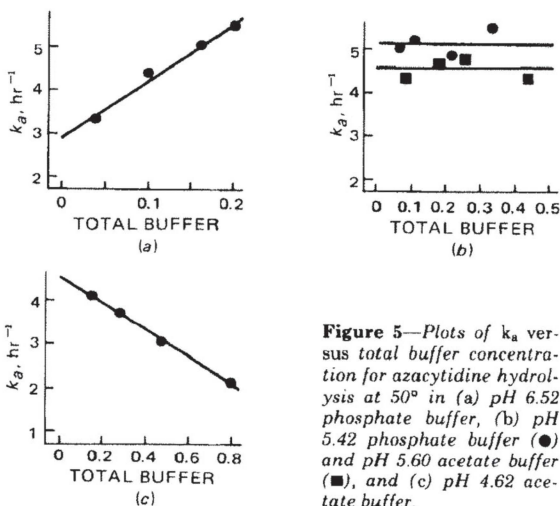 5
4
3
2
kₐ, hr⁻¹
0 0.1 0.2
TOTAL BUFFER
(a)
5
4
3
2
kₐ, hr⁻¹
0 0.1 0.2 0.3 0.4 0.5
TOTAL BUFFER
(b)
4
3
2
1
kₐ, hr⁻¹
0 0.2 0.4 0.6 0.8
TOTAL BUFFER
(c)
Figure 5—Plots of kₐ ver-
sus total buffer concentra-
tion for azacytidine hydrol-
ysis at 50° in (a) pH 6.52
phosphate buffer, (b) pH
5.42 phosphate buffer (●)
and pH 5.60 acetate buffer
(■), and (c) pH 4.62 ace-
tate buffer.